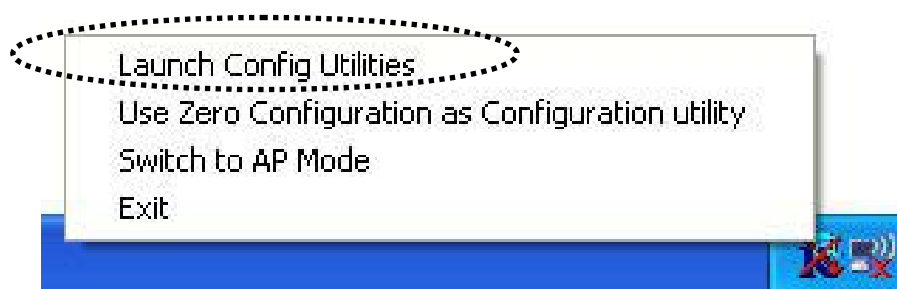 Launch Config Utilities
Use Zero Configuration as Configuration utility
Switch to AP Mode
Exit